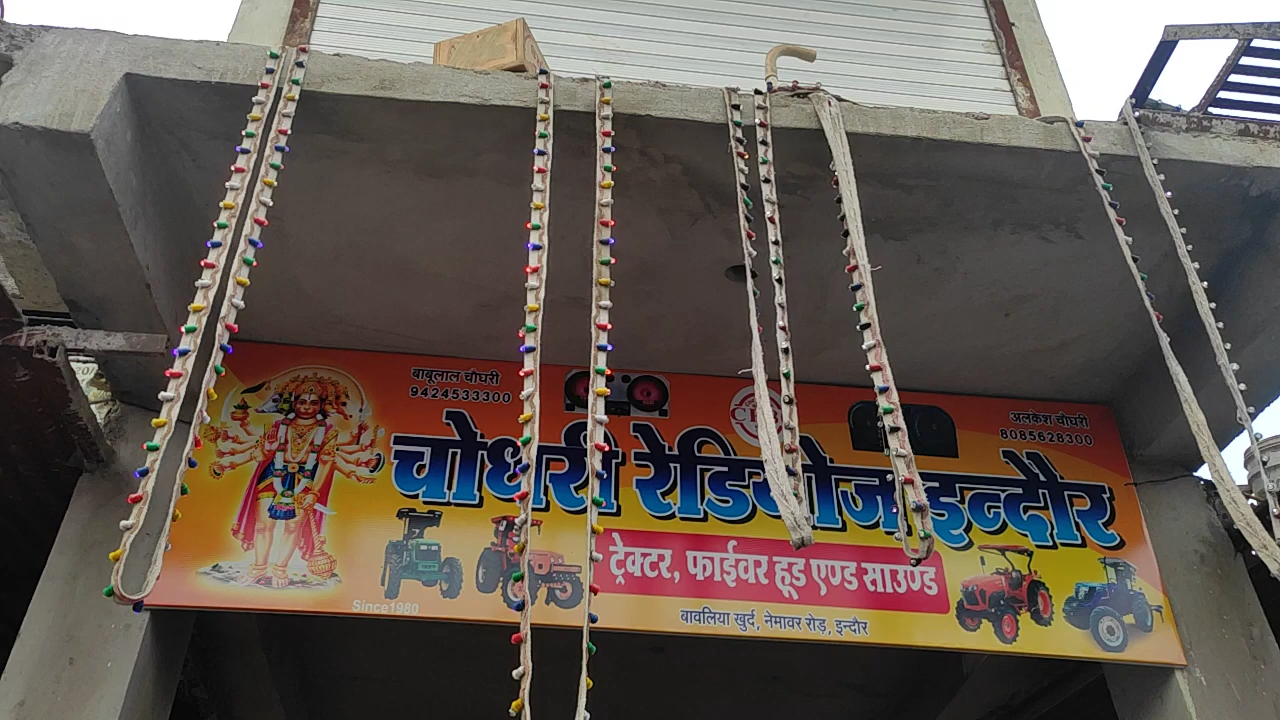 बाबूलाल चौधरी
9424533300
अलकेश चौधरी
8085628300
चोधरी रेडियोज इन्दौर
ट्रेक्टर, फाईवर हूड एण्ड साउण्ड
Since1980
बावलिया खुर्द, नेमावर रोड़, इन्दौर